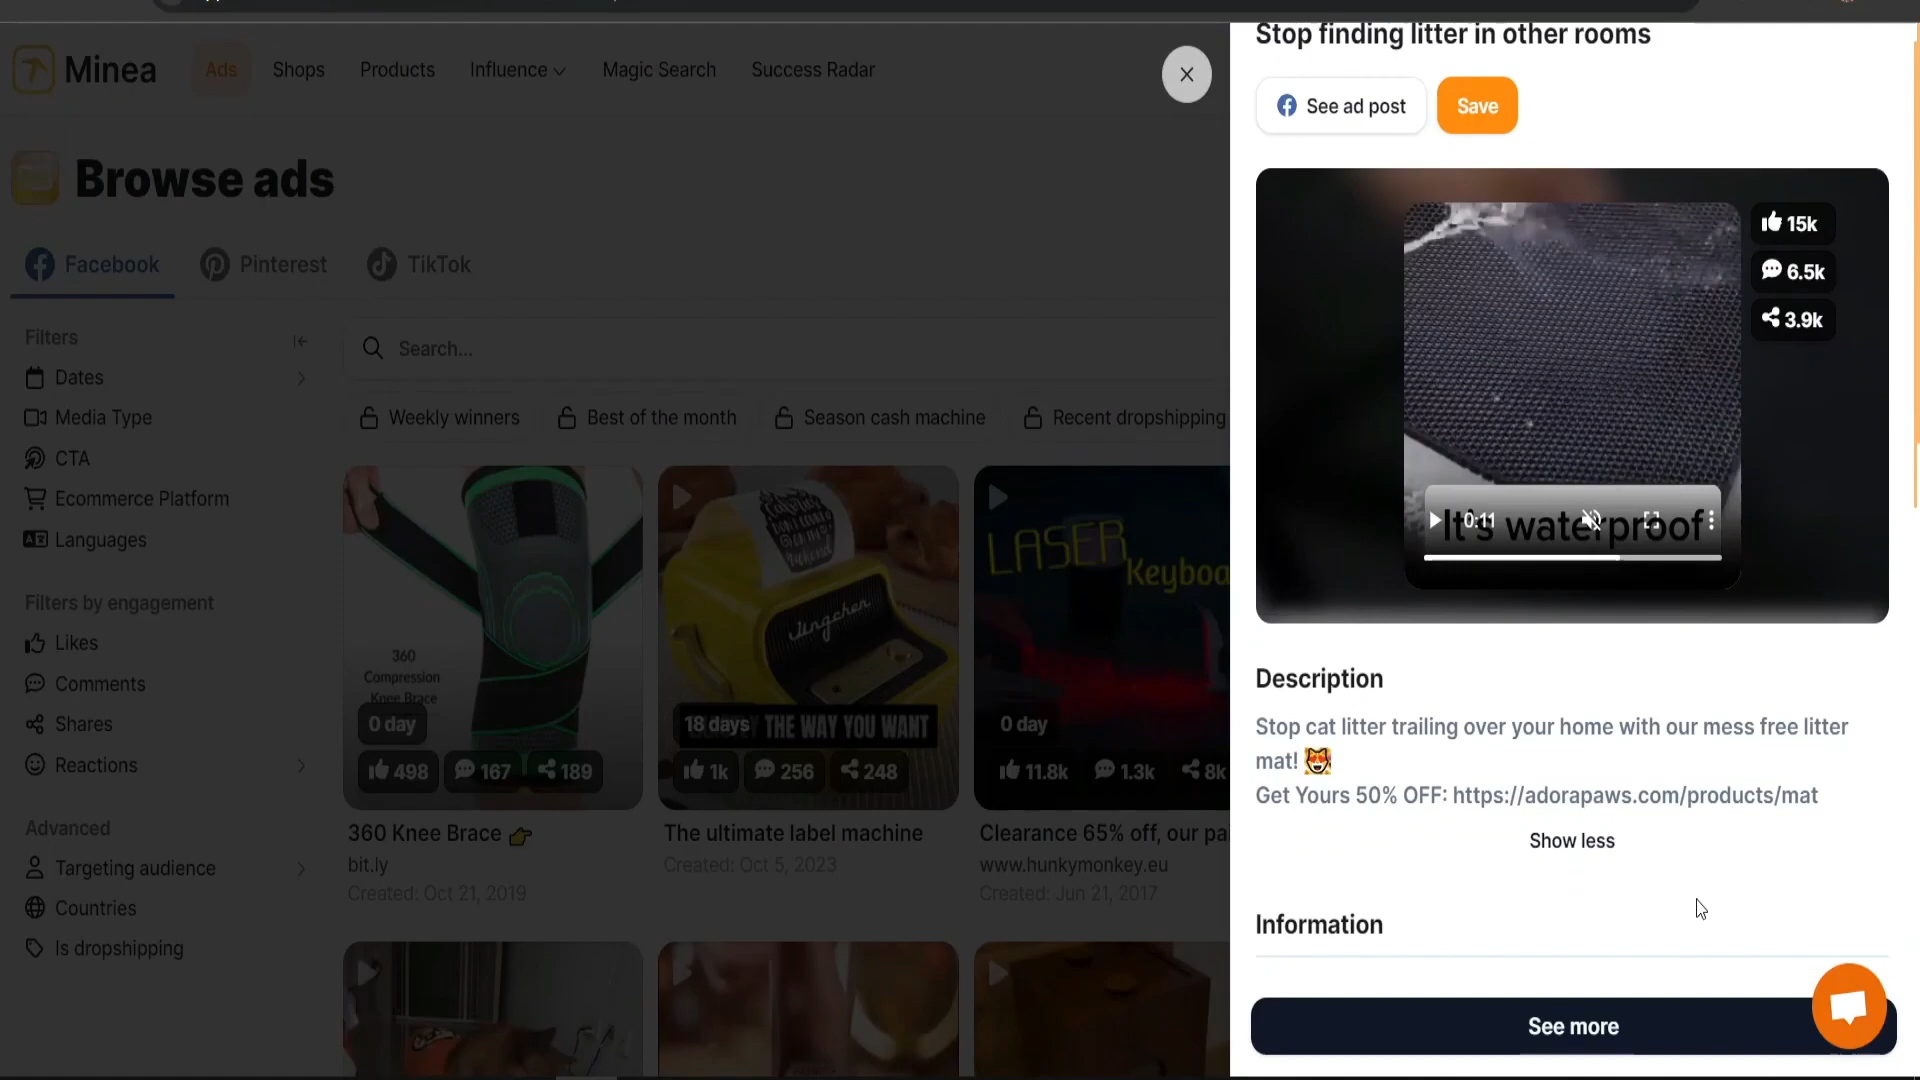 Minea
Ads
Shops
Products
Influence
Magic Search
Success Radar
Browse ads
Facebook
Pinterest
TikTok
Filters
Dates
Media Type
CTA
Ecommerce Platform
Languages
Filters by engagement
Likes
Comments
Shares
Reactions
Advanced
Targeting audience
Countries
Is dropshipping
Search...
Weekly winners
Best of the month
Season cash machine
Recent dropshipping
360
Compression
Knee Brace
0 day
498
167
189
360 Knee Brace
bit.ly
Created: Oct 21, 2019
Jingchen
18 days
THE WAY YOU WANT
1k
256
248
The ultimate label machine
Created: Oct 5, 2023
LASER
0 day
11.8k
1.3k
8k
Clearance 65% off, our
www.hunkymonkey.eu
Created: Jun 21, 2017
Stop finding litter in other rooms
See ad post
Save
15k
6.5k
3.9k
0:11
It's waterproof
Description
Stop cat litter trailing over your home with our mess free litter
mat! 😻
Get Yours 50% OFF: https://adorapaws.com/products/mat
Show less
Information
See more